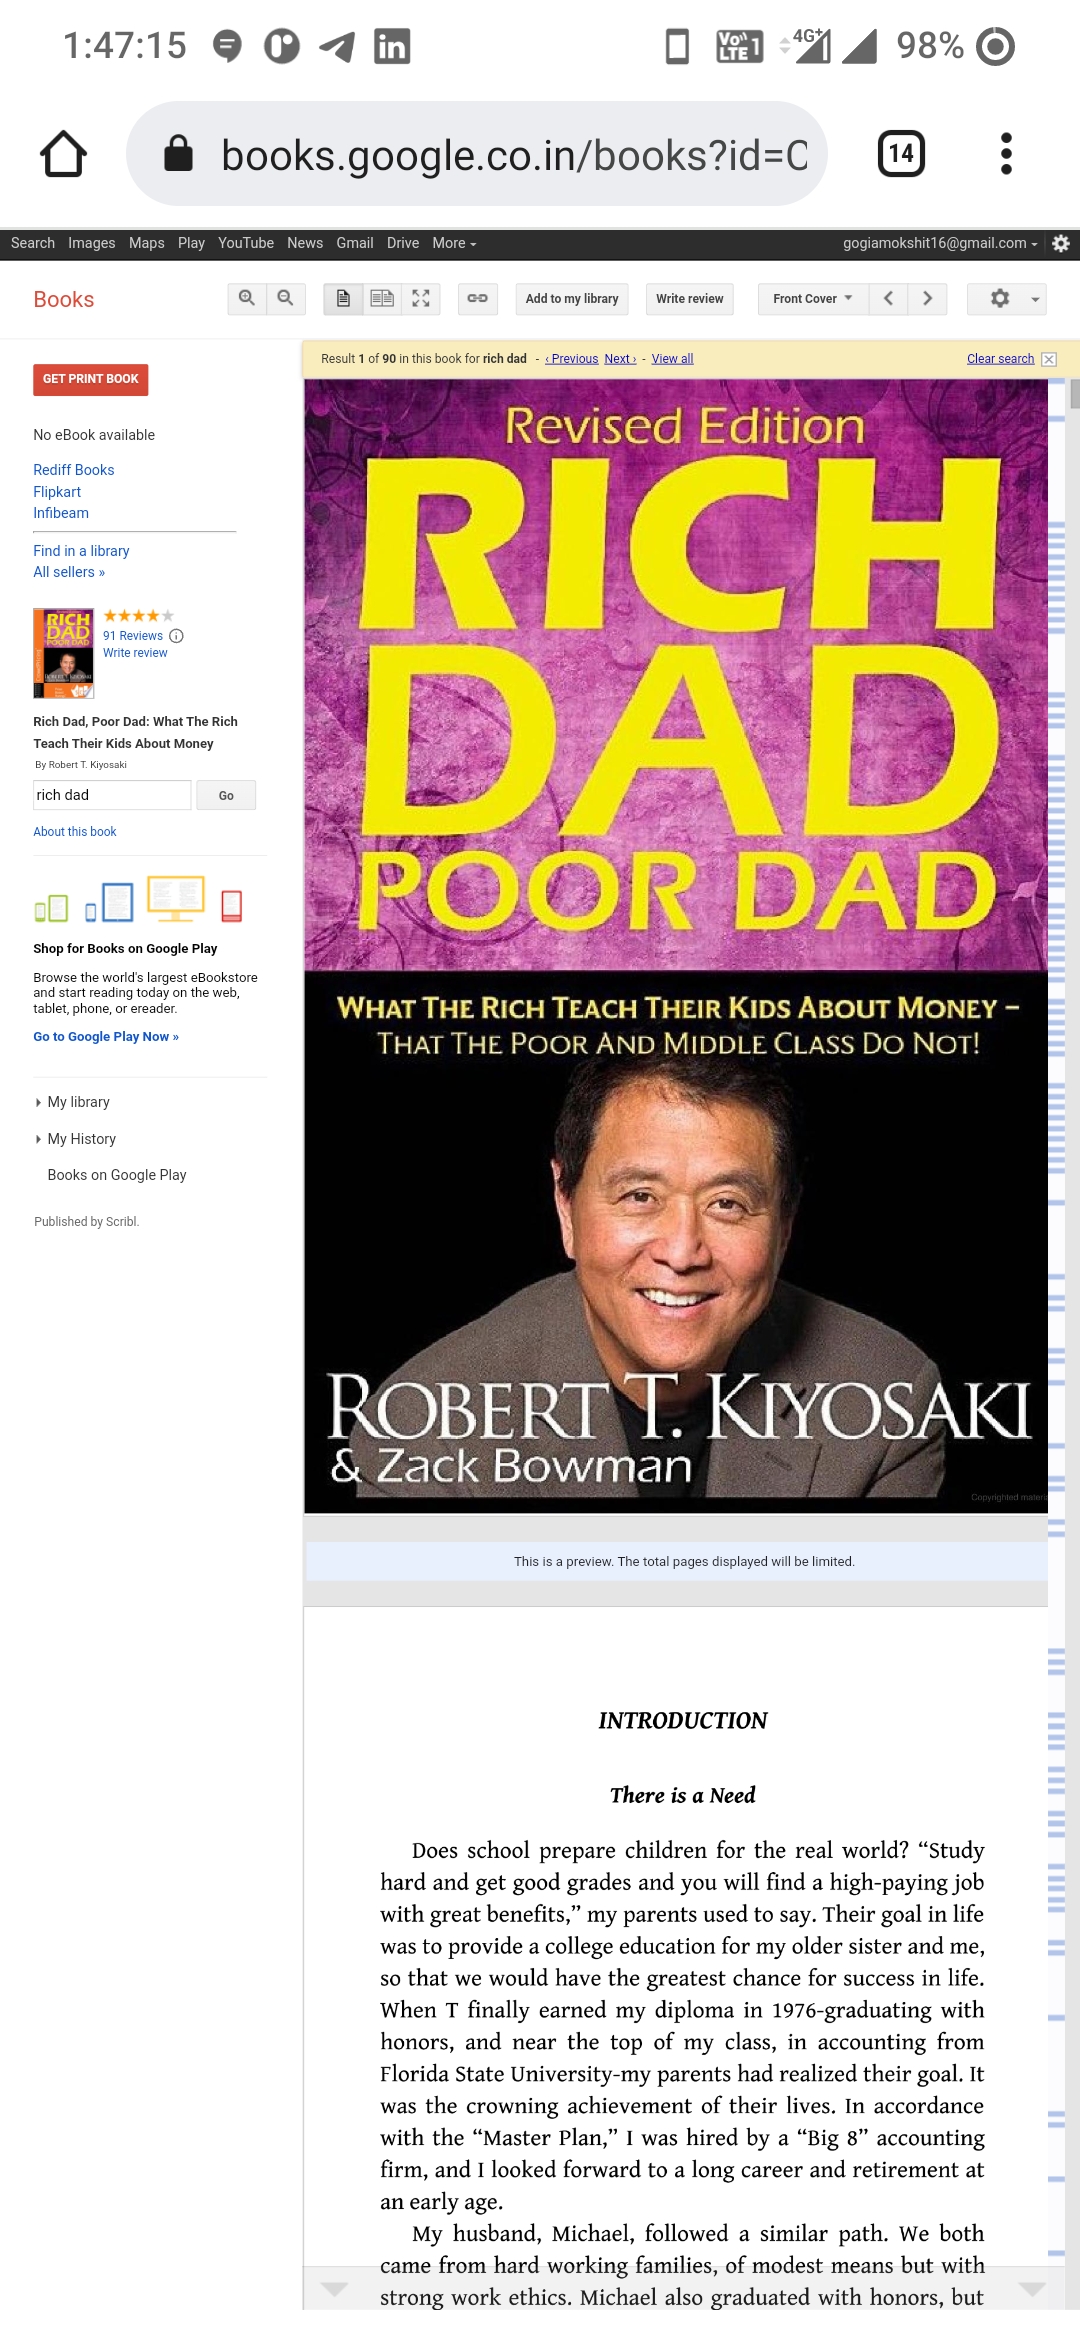 1:47:15
Vo)) LTE 1 4G+ 98%
books.google.co.in/books?id=C
14
Search Images Maps Play YouTube News Gmail Drive More
gogiamokshit16@gmail.com
Books
Add to my library
Write review
Front Cover
GET PRINT BOOK
No eBook available
Rediff Books
Flipkart
Infibeam
Find in a library
All sellers »
RICH
DAD
POOR DAD
91 Reviews
Write review
Rich Dad, Poor Dad: What The Rich
Teach Their Kids About Money
By Robert T. Kiyosaki
rich dad
Go
About this book
Shop for Books on Google Play
Browse the world's largest eBookstore
and start reading today on the web,
tablet, phone, or ereader.
Go to Google Play Now »
My library
My History
Books on Google Play
Published by Scribl.
Result 1 of 90 in this book for rich dad - ‹ Previous Next › - View all
Clear search
Revised Edition
RICH
DAD
POOR DAD
WHAT THE RICH TEACH THEIR KIDS ABOUT MONEY –
THAT THE POOR AND MIDDLE CLASS DO NOT!
ROBERT T. KIYOSAKI
& Zack Bowman
Copyrighted materi
This is a preview. The total pages displayed will be limited.
INTRODUCTION
There is a Need
Does school prepare children for the real world? “Study
hard and get good grades and you will find a high-paying job
with great benefits,” my parents used to say. Their goal in life
was to provide a college education for my older sister and me,
so that we would have the greatest chance for success in life.
When T finally earned my diploma in 1976-graduating with
honors, and near the top of my class, in accounting from
Florida State University-my parents had realized their goal. It
was the crowning achievement of their lives. In accordance
with the “Master Plan,” I was hired by a “Big 8” accounting
firm, and I looked forward to a long career and retirement at
an early age.
My husband, Michael, followed a similar path. We both
came from hard working families, of modest means but with
strong work ethics. Michael also graduated with honors, but